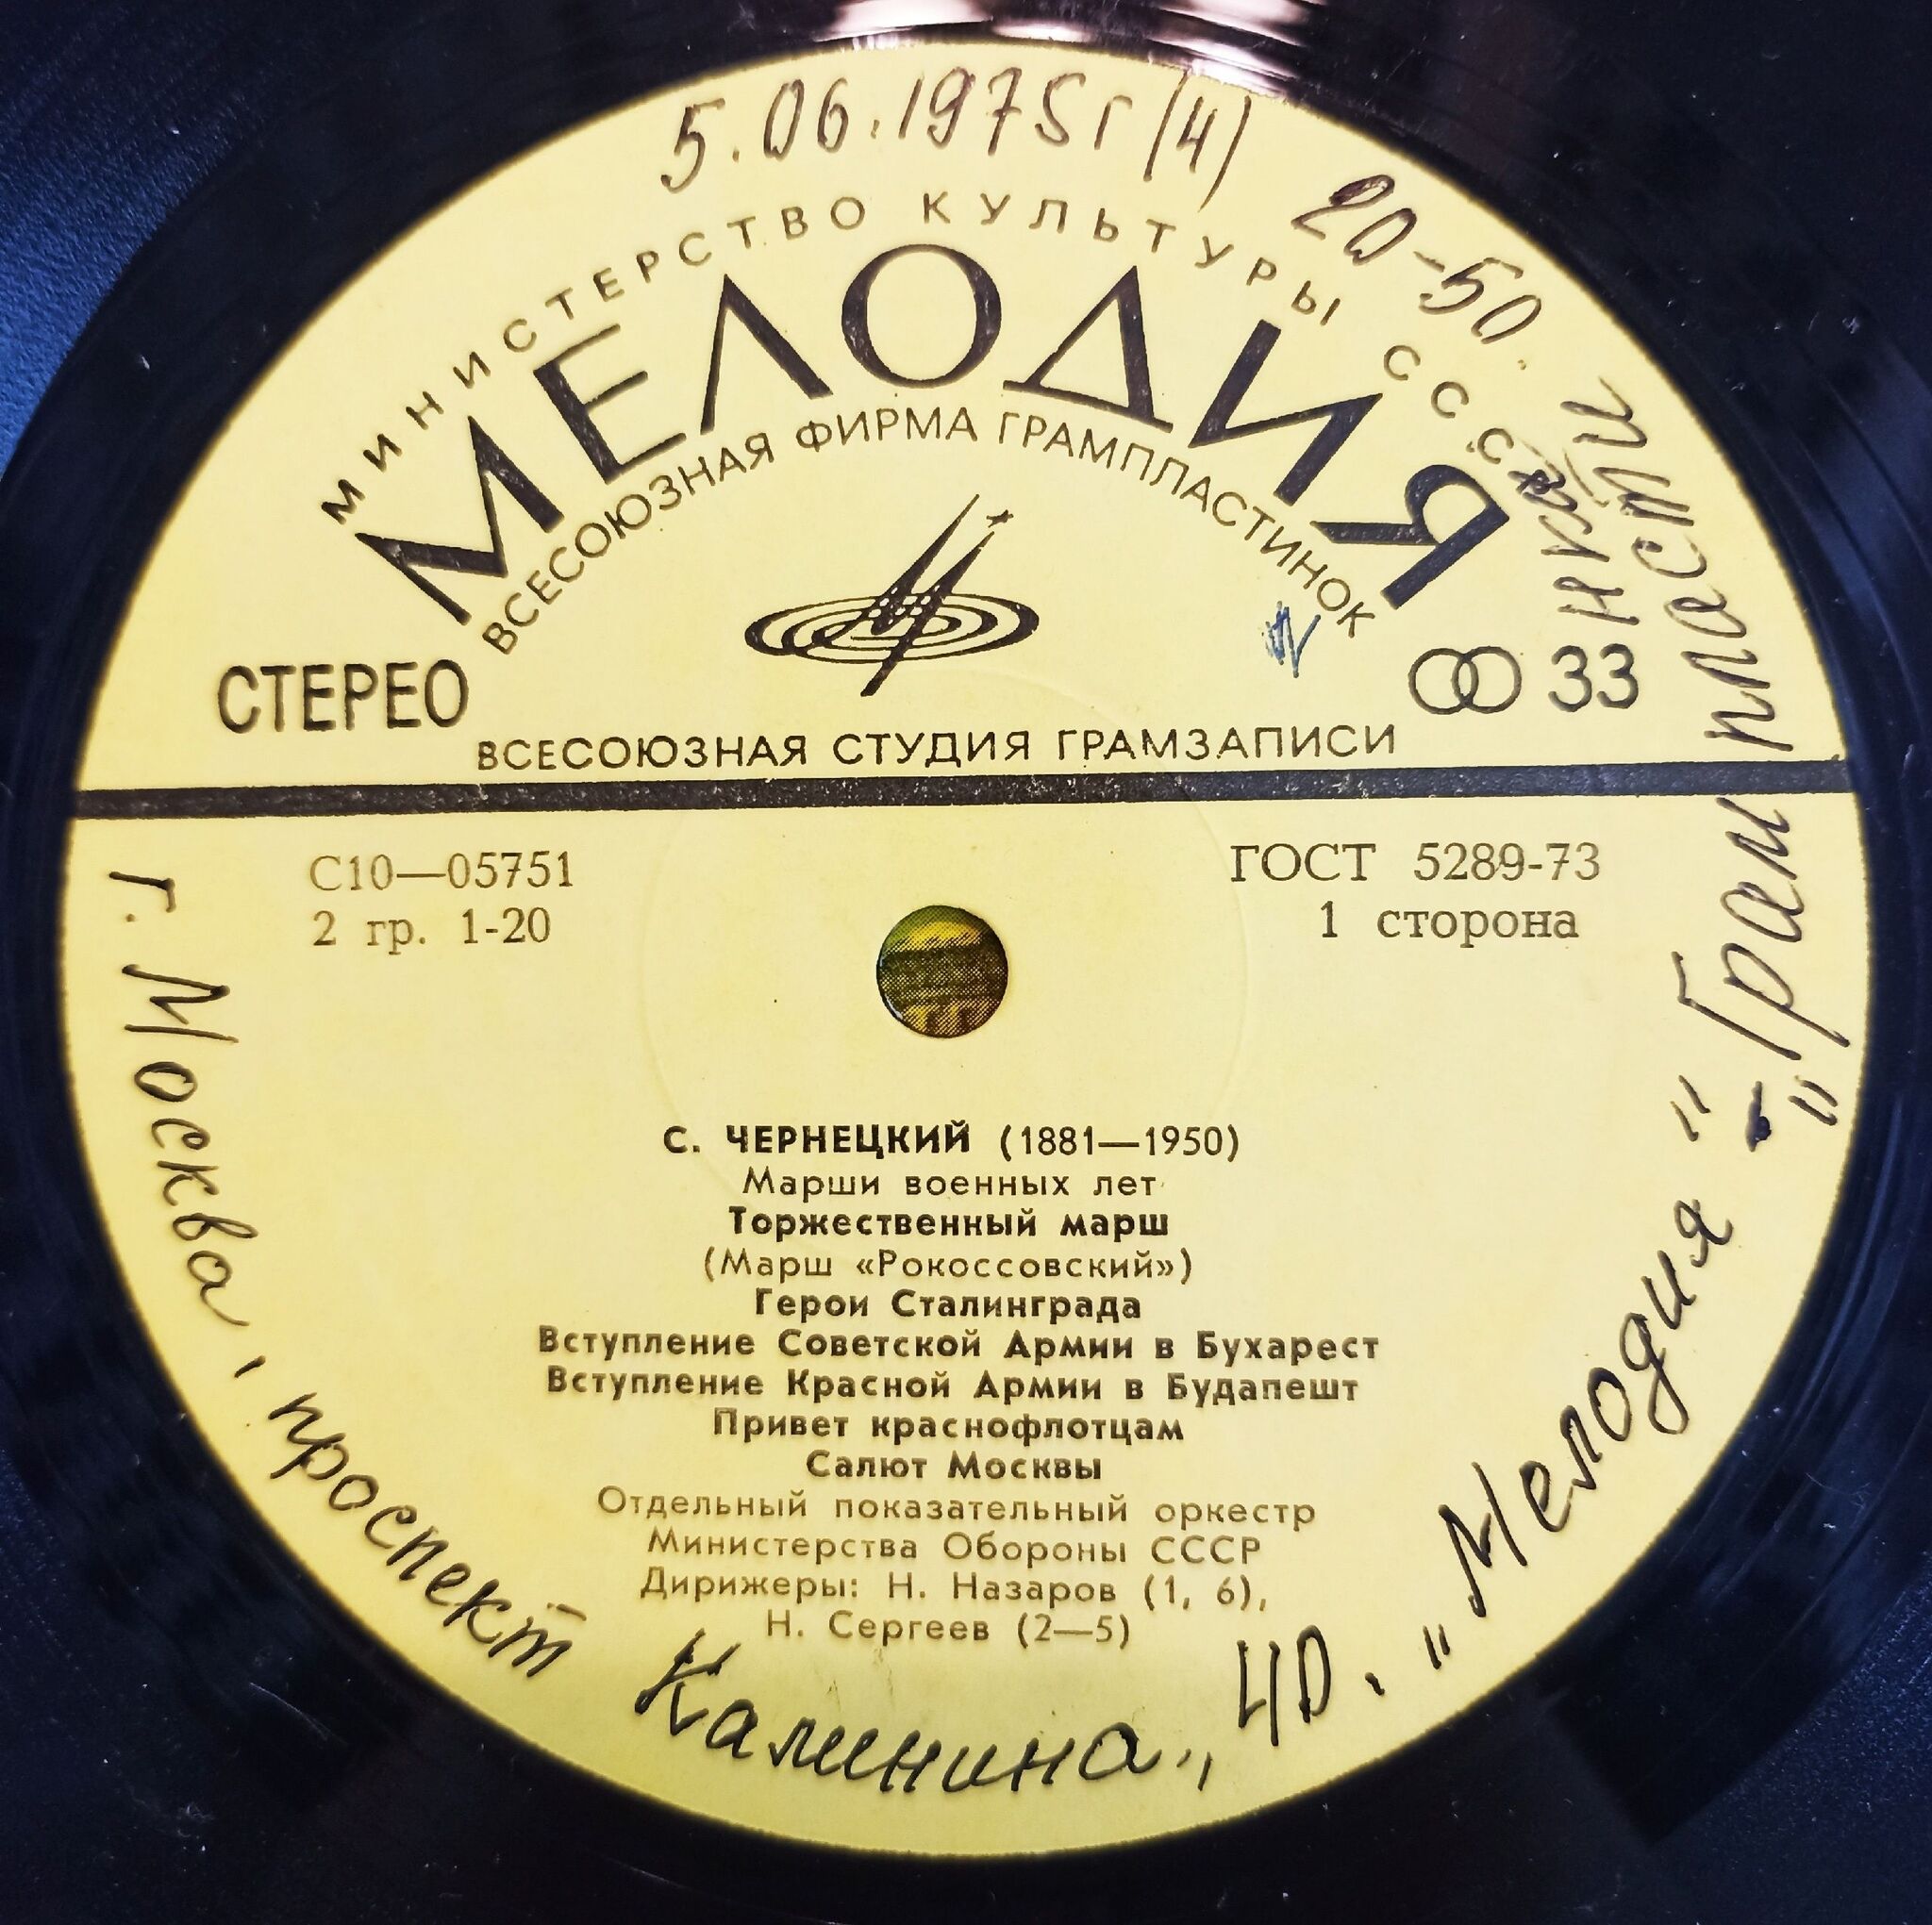 5.06.1975г (4) 20-50.
МИНИСТЕРСТВО КУЛЬТУРЫ СССР
МЕЛОДИЯ
ВСЕСОЮЗНАЯ ФИРМА ГРАМПЛАСТИНОК
СТЕРЕО
33
ВСЕСОЮЗНАЯ СТУДИЯ ГРАМЗАПИСИ
С10—05751
2 гр. 1-20
ГОСТ 5289-73
1 сторона
С. ЧЕРНЕЦКИЙ (1881—1950)
Марши военных лет
Торжественный марш
(Марш «Рокоссовский»)
Герои Сталинграда
Вступление Советской Армии в Бухарест
Вступление Красной Армии в Будапешт
Привет краснофлотцам
Салют Москвы
Отдельный показательный оркестр
Министерства Обороны СССР
Дирижеры: Н. Назаров (1, 6),
Н. Сергеев (2—5)
г. Москва, проспект Калинина, 40. „Мелодия" -
„Грампласти
нки